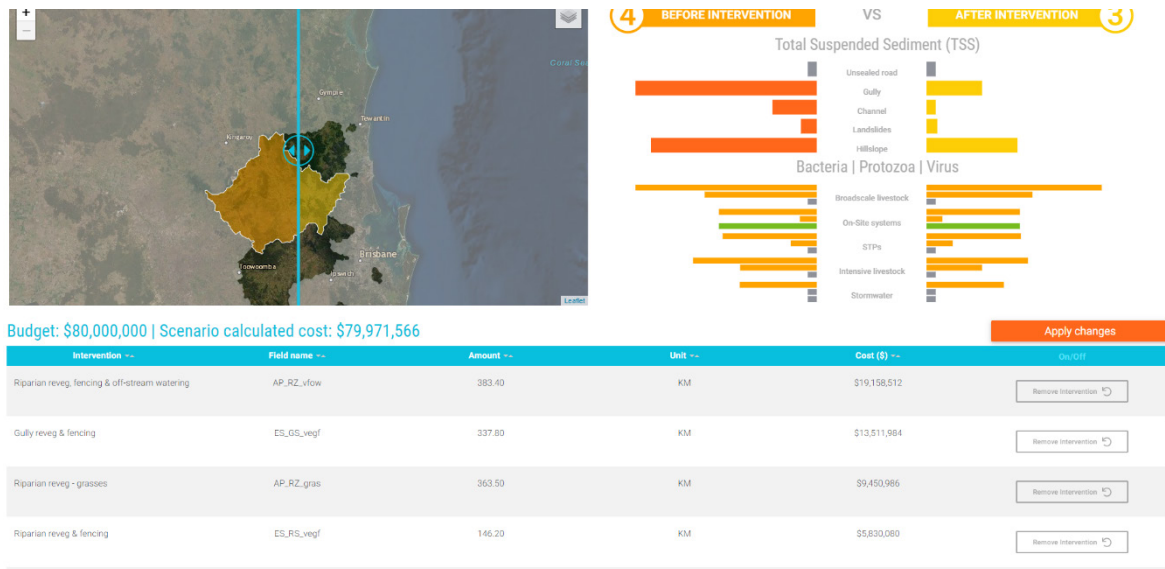 +
−
Coral Sea
Gympie
Tewantin
Kingaroy
Brisbane
Toowoomba
Ipswich
Leaflet
4 BEFORE INTERVENTION VS AFTER INTERVENTION 3
Total Suspended Sediment (TSS)
Unsealed road
Gully
Channel
Landslides
Hillslope
Bacteria | Protozoa | Virus
Broadscale livestock
On-Site systems
STPs
Intensive livestock
Stormwater
Budget: $80,000,000 | Scenario calculated cost: $79,971,566
Apply changes
Intervention Field name Amount Unit Cost ($) On/Off
Riparian reveg, fencing & off-stream watering AP_RZ_vfow 383.40 KM $19,158,512 Remove Intervention
Gully reveg & fencing ES_GS_vegf 337.80 KM $13,511,984 Remove Intervention
Riparian reveg - grasses AP_RZ_gras 363.50 KM $9,450,986 Remove Intervention
Riparian reveg & fencing ES_RS_vegf 146.20 KM $5,830,080 Remove Intervention